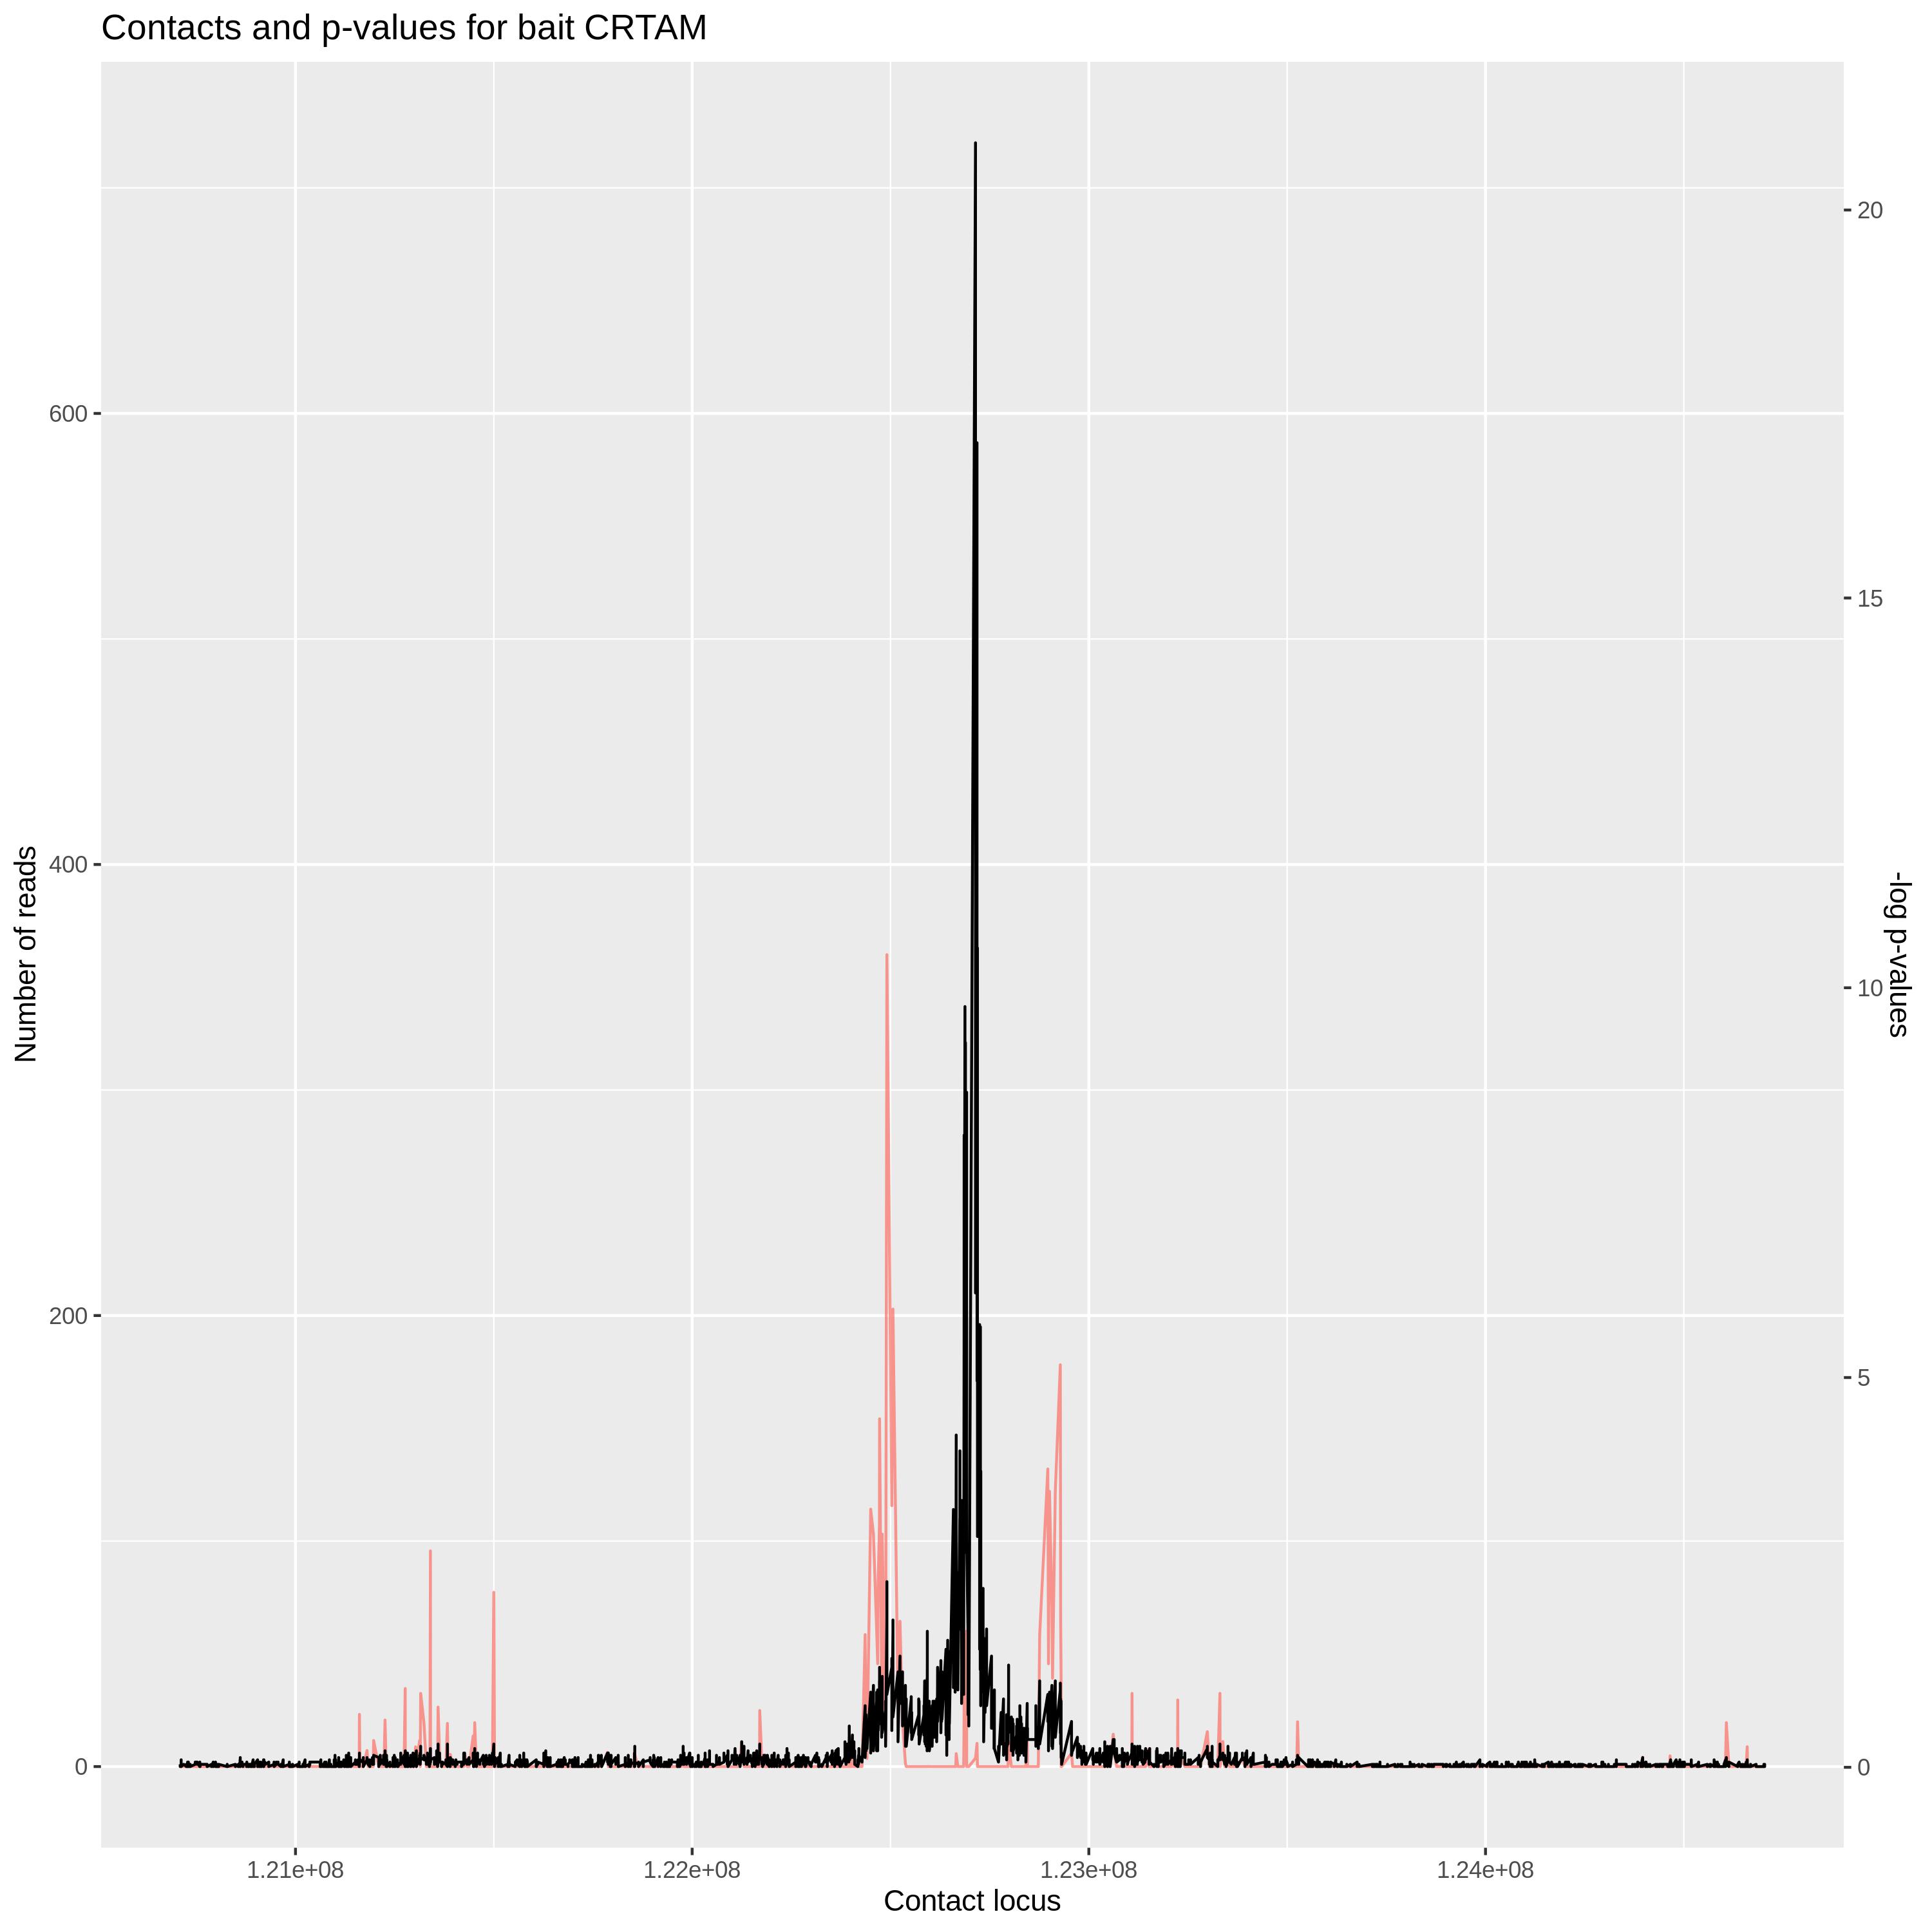 Contacts and p-values for bait CRTAM
Number of reads
600
400
200
0
20
15
10
5
0
-log p-values
1.21e+08
1.22e+08
1.23e+08
1.24e+08
Contact locus